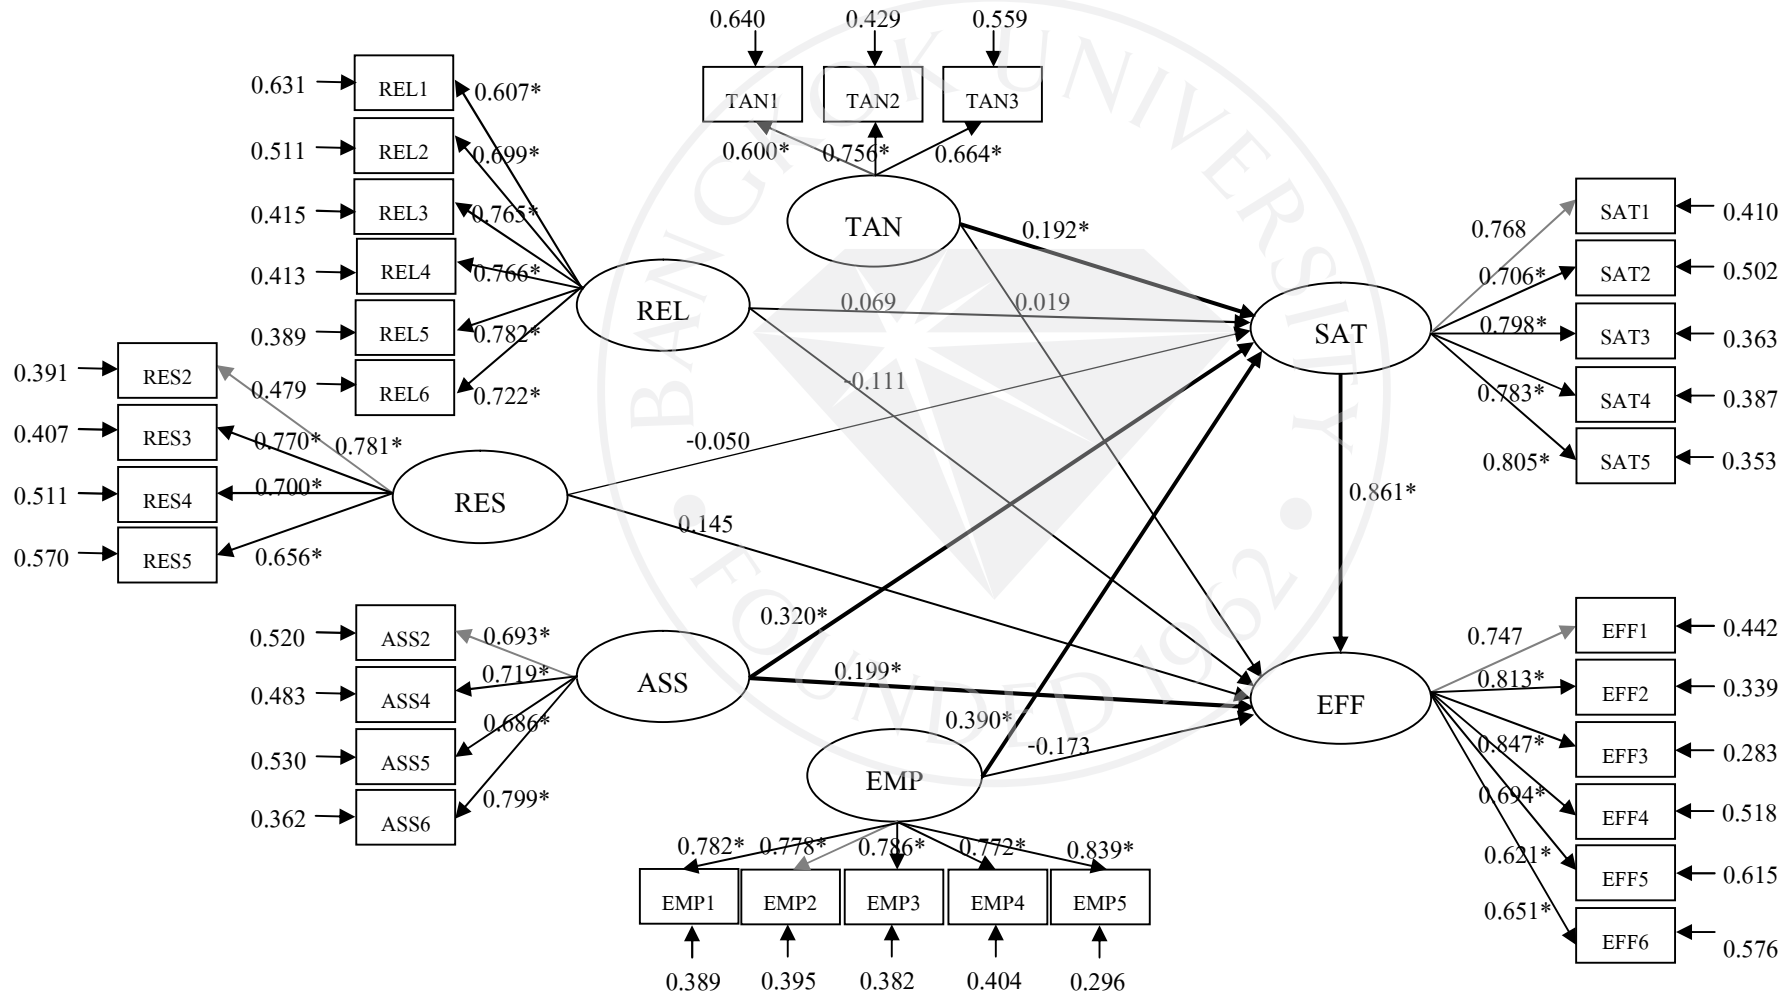 0.640 0.429 0.559
TAN1 TAN2 TAN3
0.600* 0.756* 0.664*
TAN
0.631 REL1 0.607*
0.511 REL2 0.699*
0.415 REL3 0.765*
0.413 REL4 0.766*
0.389 REL5 0.782*
0.479 REL6 0.722*
REL
0.391 RES2 0.781*
0.407 RES3 0.770*
0.511 RES4 0.700*
0.570 RES5 0.656*
RES
0.520 ASS2 0.693*
0.483 ASS4 0.719*
0.530 ASS5 0.686*
0.362 ASS6 0.799*
ASS
0.192*
0.069 0.019
-0.111
-0.050
0.145
0.320*
0.199*
0.390*
-0.173
0.861*
EMP
0.782* 0.778* 0.786* 0.772* 0.839*
EMP1 EMP2 EMP3 EMP4 EMP5
0.389 0.395 0.382 0.404 0.296
SAT
0.768 SAT1 0.410
0.706* SAT2 0.502
0.798* SAT3 0.363
0.783* SAT4 0.387
0.805* SAT5 0.353
EFF
0.747 EFF1 0.442
0.813* EFF2 0.339
0.847* EFF3 0.283
0.694* EFF4 0.518
0.621* EFF5 0.615
0.651* EFF6 0.576
BANGKOK UNIVERSITY
FOUNDED 1962